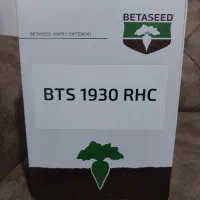 BETASEED
BETASEED. SIMPLY DIFFERENT.
BTS 1930 RHC